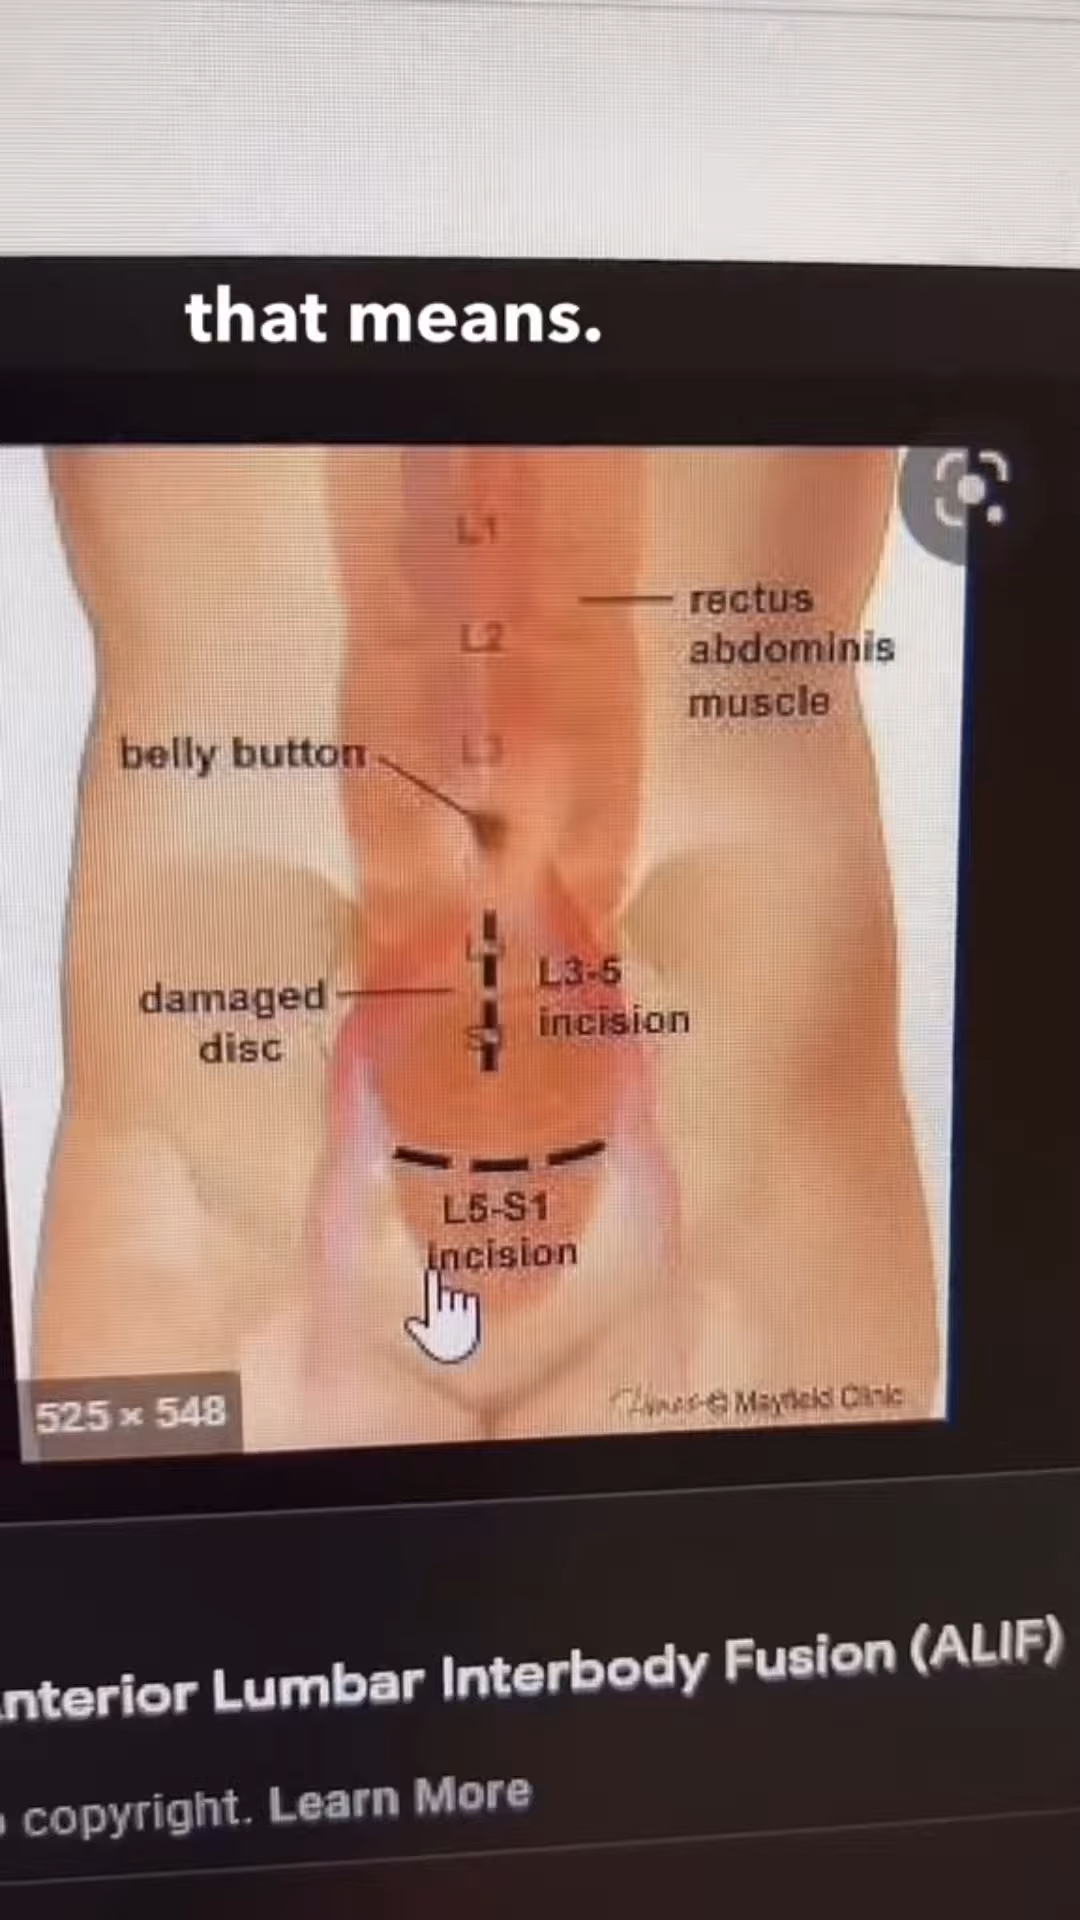 that means.
L1
rectus
abdominis
muscle
L2
belly button
L3
damaged
disc
L3-5
incision
L5-S1
incision
525 × 548
© Mayfield Clinic
nterior Lumbar Interbody Fusion (ALIF)
copyright. Learn More